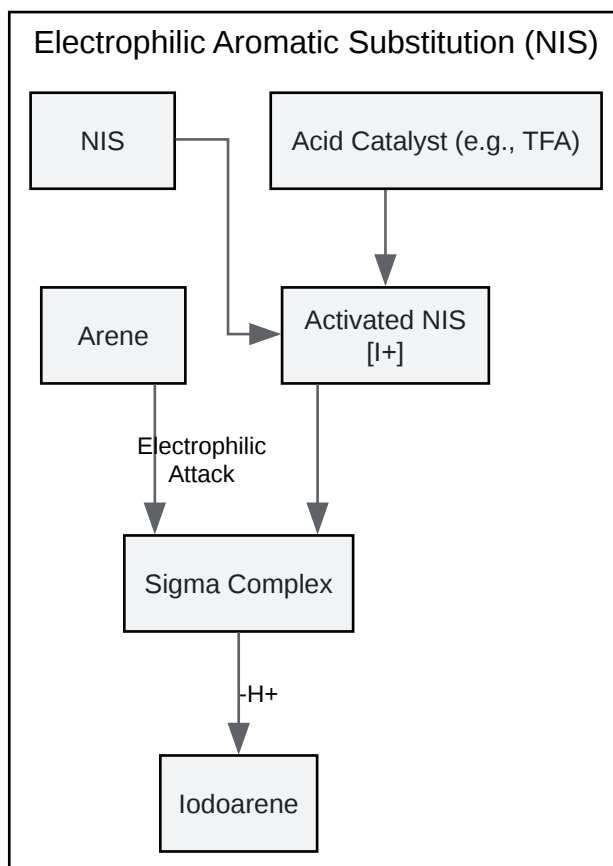 Electrophilic Aromatic Substitution (NIS)
NIS
Acid Catalyst (e.g., TFA)
Arene
Activated NIS
[I+]
Electrophilic
Attack
Sigma Complex
-H+
Iodoarene